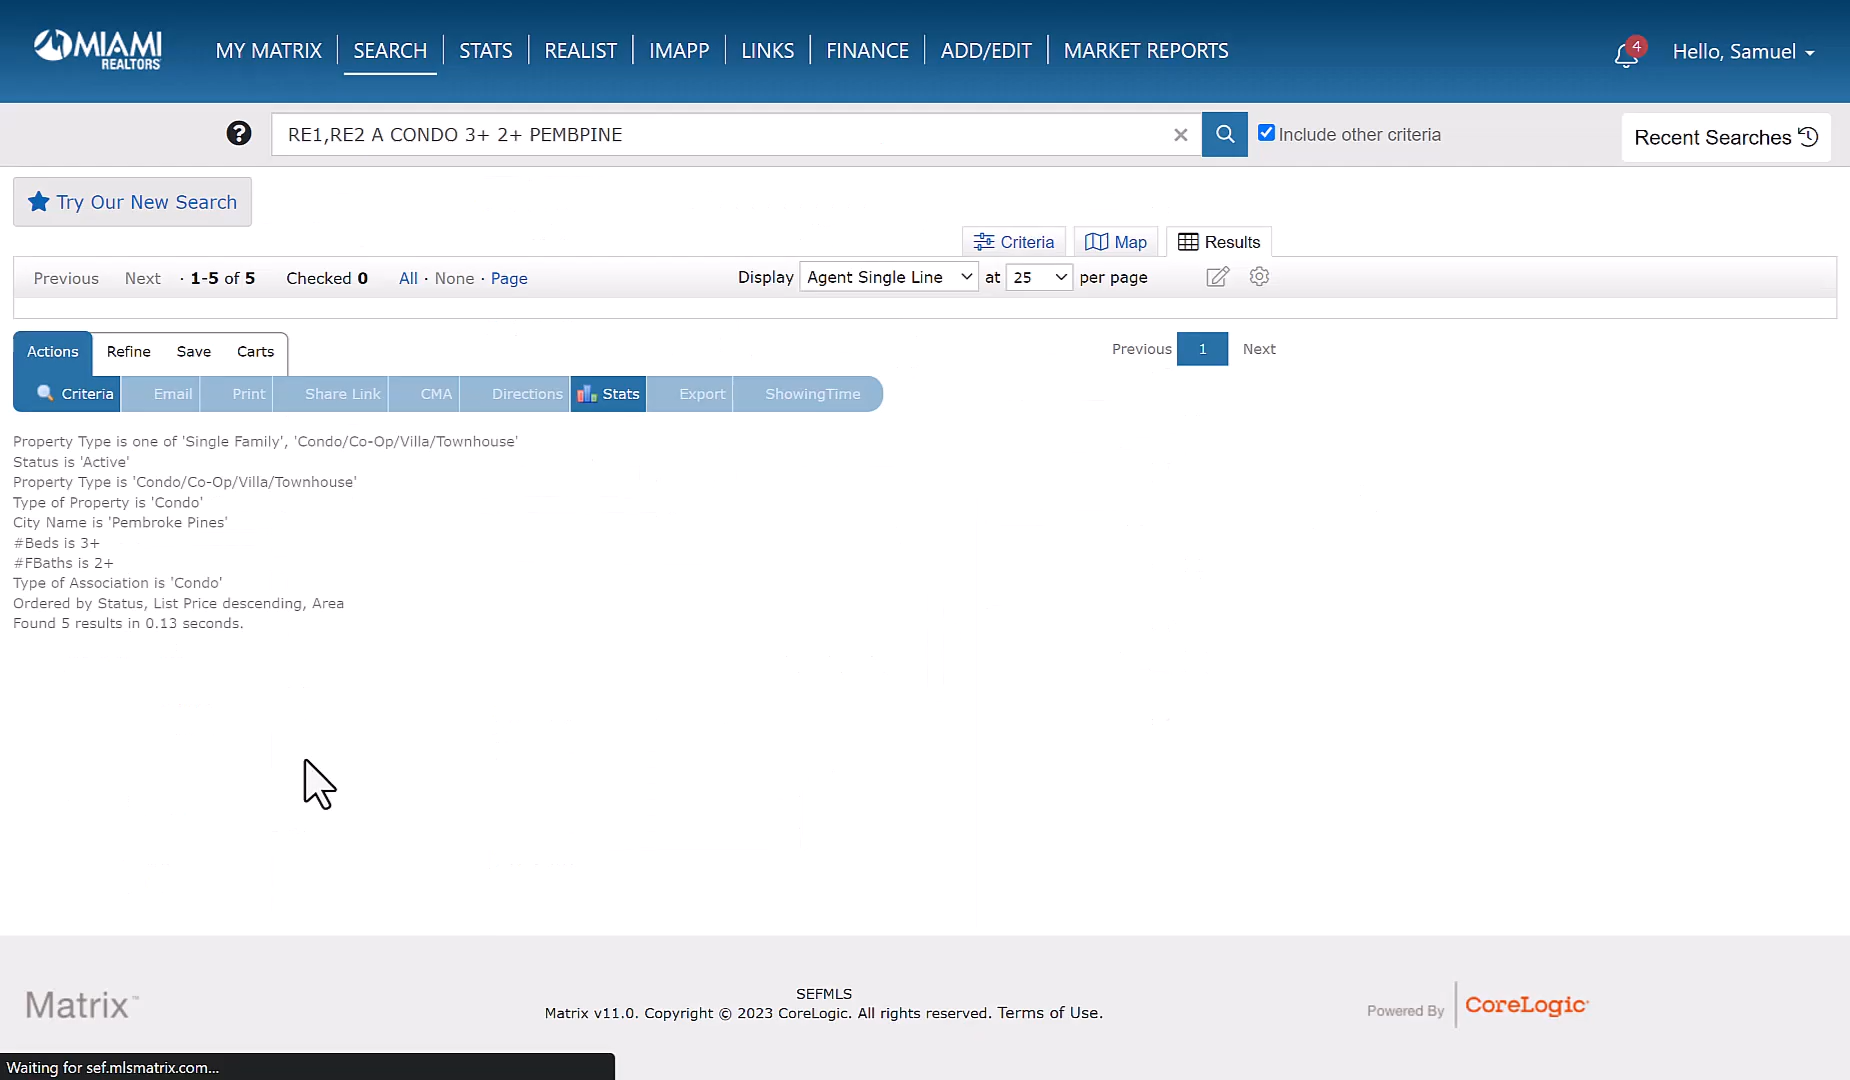 MIAMI REALTORS
MY MATRIX SEARCH STATS REALIST IMAPP LINKS FINANCE ADD/EDIT MARKET REPORTS
4 Hello, Samuel
? RE1,RE2 A CONDO 3+ 2+ PEMBPINE Include other criteria Recent Searches
Try Our New Search
Criteria Map Results
Previous Next · 1-5 of 5 Checked 0 All · None · Page Display Agent Single Line at 25 per page
Actions Refine Save Carts Previous 1 Next
Criteria Email Print Share Link CMA Directions Stats Export ShowingTime
Property Type is one of 'Single Family', 'Condo/Co-Op/Villa/Townhouse'
Status is 'Active'
Property Type is 'Condo/Co-Op/Villa/Townhouse'
Type of Property is 'Condo'
City Name is 'Pembroke Pines'
#Beds is 3+
#FBaths is 2+
Type of Association is 'Condo'
Ordered by Status, List Price descending, Area
Found 5 results in 0.13 seconds.
Matrix™
SEFMLS
Matrix v11.0. Copyright © 2023 CoreLogic. All rights reserved. Terms of Use.
Powered By CoreLogic
Waiting for sef.mlsmatrix.com...